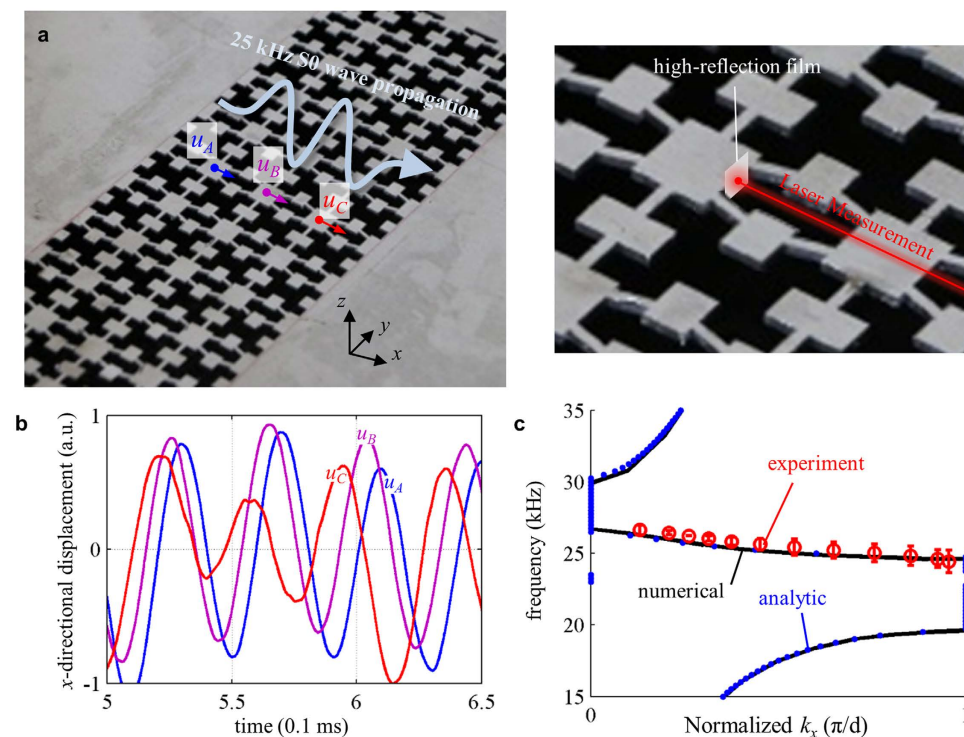 a
25 kHz S0 wave propagation
u_A
u_B
u_C
z
y
x
high-reflection film
Laser Measurement
b
x-directional displacement (a.u.)
1
0
-1
u_B
u_C
u_A
5
5.5
6
6.5
time (0.1 ms)
c
frequency (kHz)
35
30
25
20
15
experiment
numerical
analytic
0
Normalized k_x (π/d)